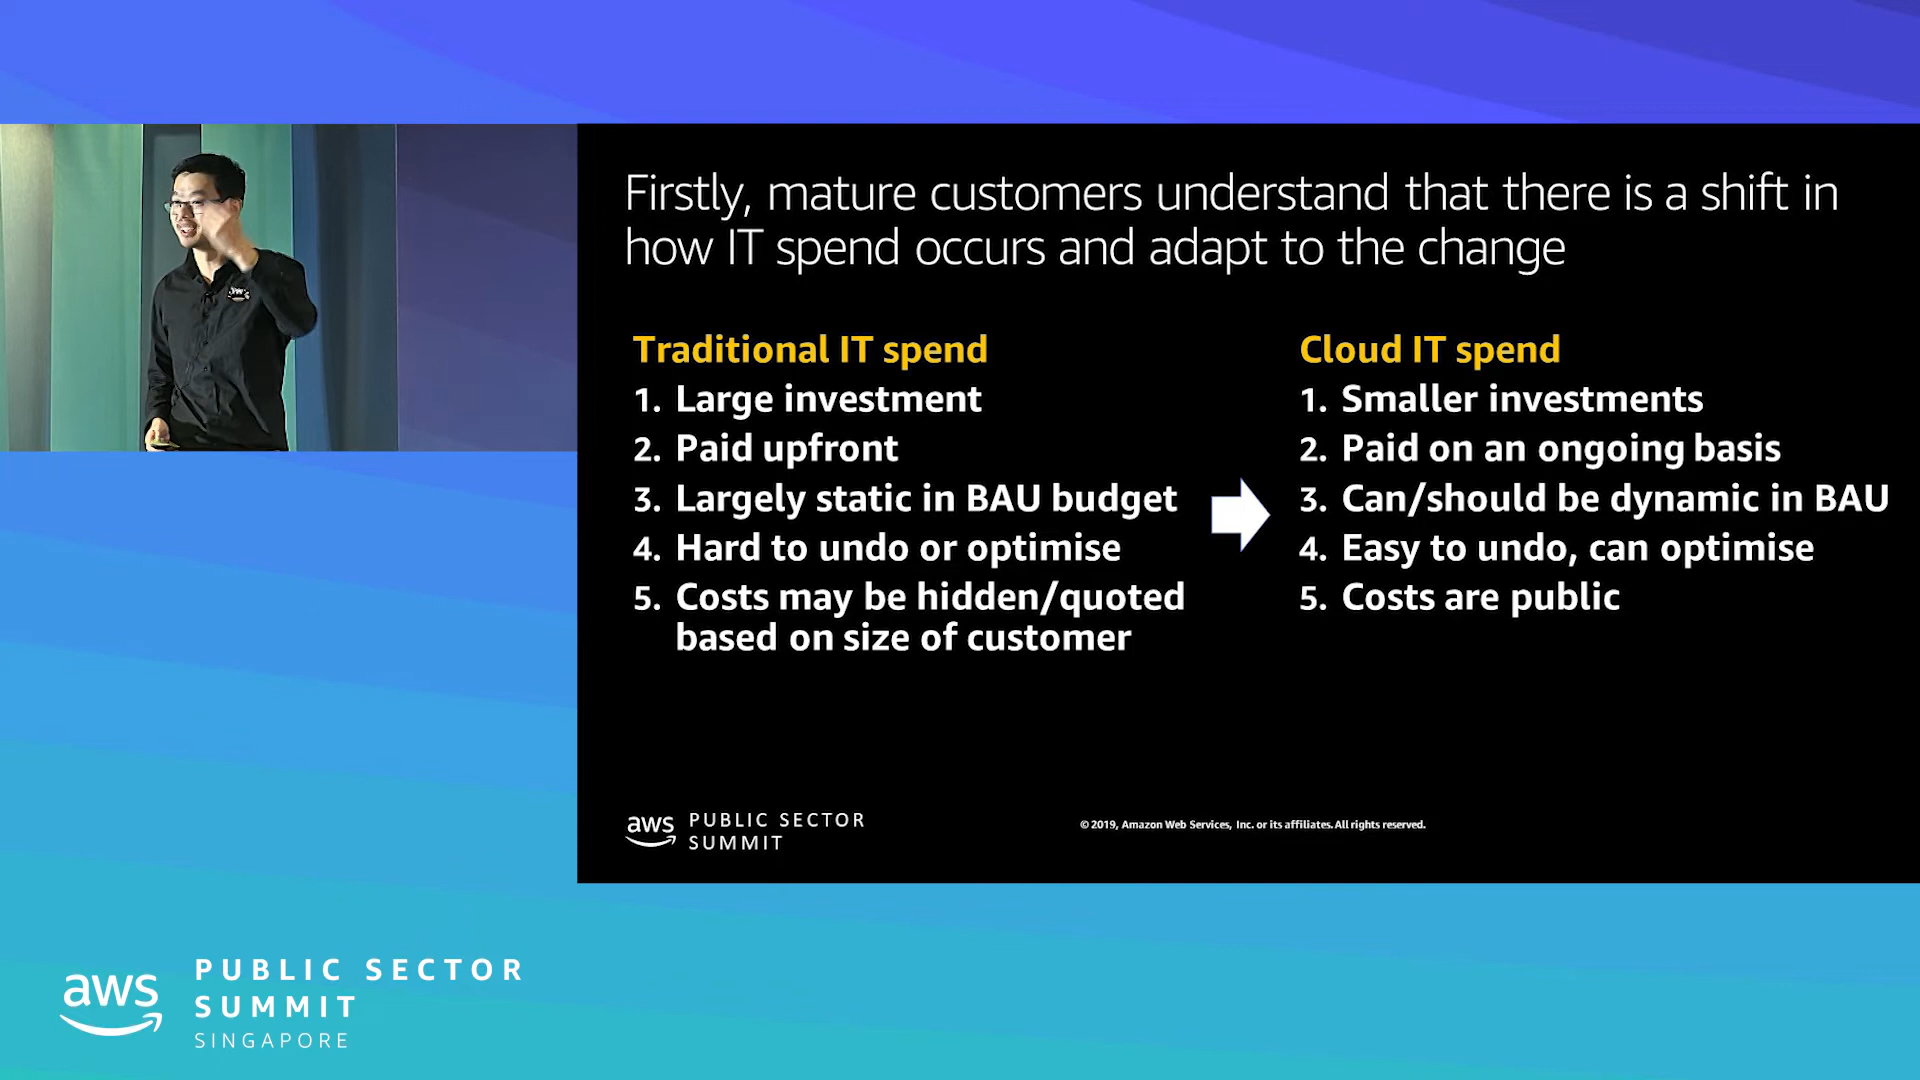 Firstly, mature customers understand that there is a shift in
how IT spend occurs and adapt to the change
Traditional IT spend
1. Large investment
2. Paid upfront
3. Largely static in BAU budget
4. Hard to undo or optimise
5. Costs may be hidden/quoted
based on size of customer
Cloud IT spend
1. Smaller investments
2. Paid on an ongoing basis
3. Can/should be dynamic in BAU
4. Easy to undo, can optimise
5. Costs are public
aws PUBLIC SECTOR
SUMMIT
© 2019, Amazon Web Services, Inc. or its affiliates. All rights reserved.
aws PUBLIC SECTOR
SUMMIT
SINGAPORE